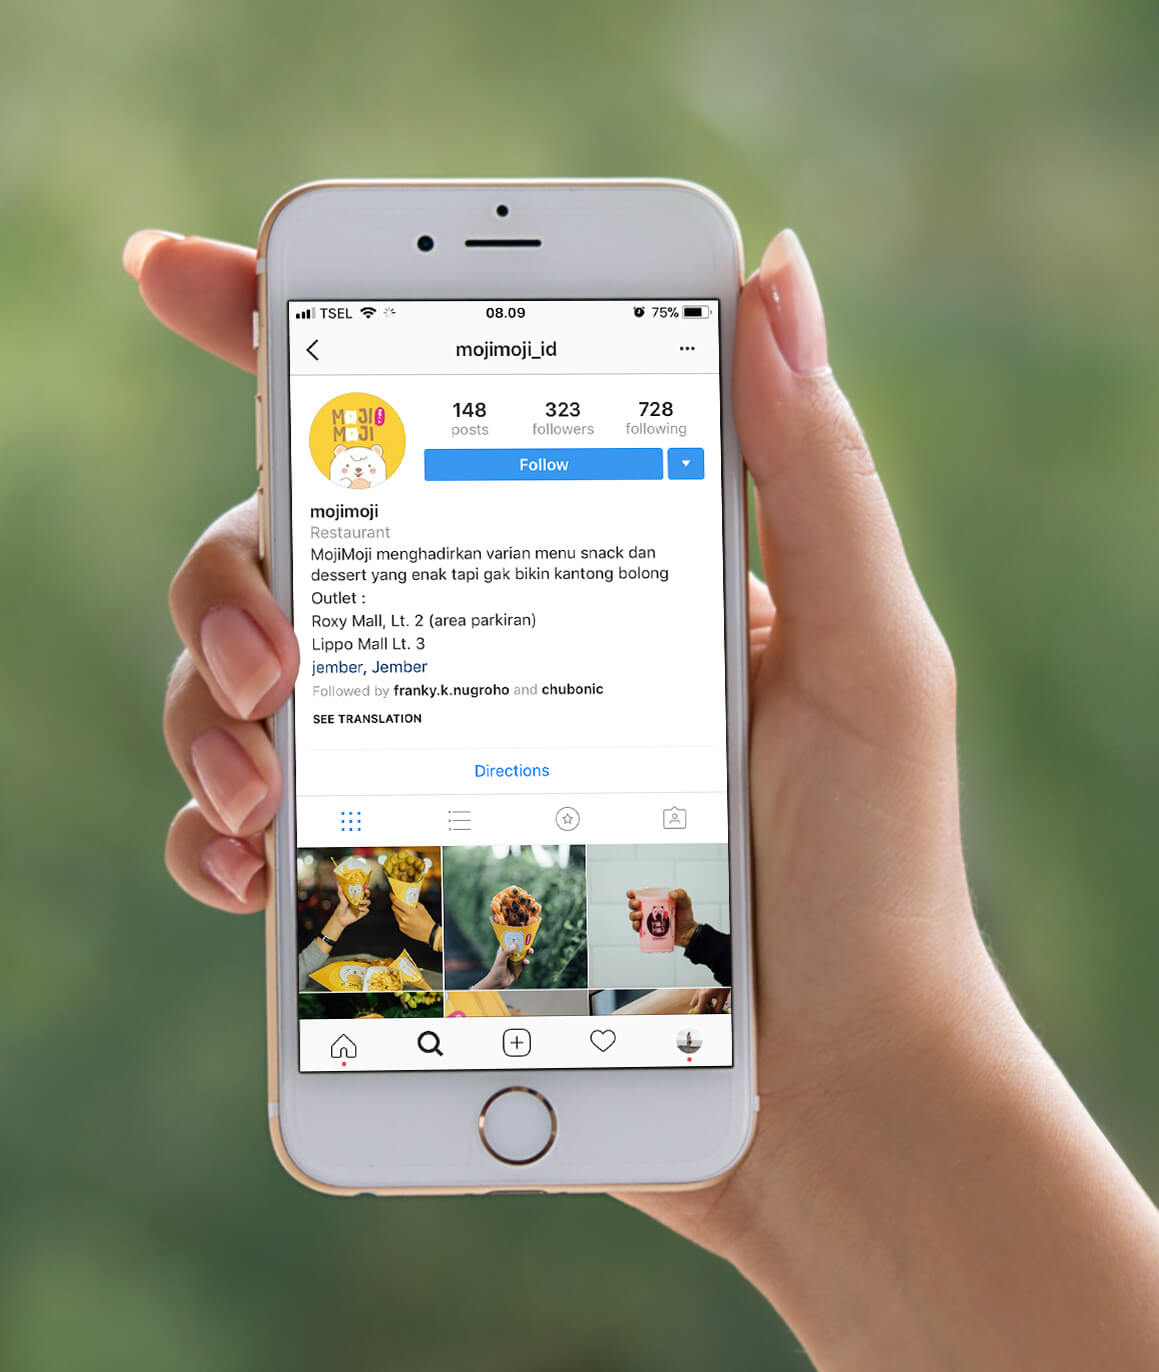 TSEL 08.09 75%
mojimoji_id
MOJI
MOJI
148 323 728
posts followers following
Follow
mojimoji
Restaurant
MojiMoji menghadirkan varian menu snack dan
dessert yang enak tapi gak bikin kantong bolong
Outlet :
Roxy Mall, Lt. 2 (area parkiran)
Lippo Mall Lt. 3
jember, Jember
Followed by franky.k.nugroho and chubonic
SEE TRANSLATION
Directions